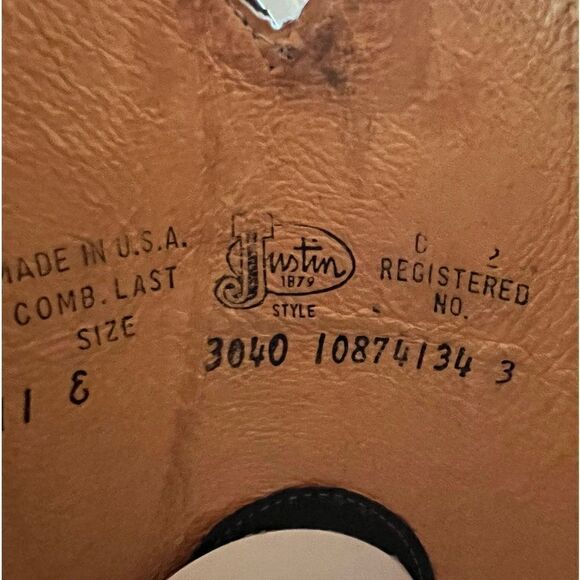 MADE IN U.S.A.
COMB. LAST
SIZE
11 E
Justin
1879
STYLE
C 2
REGISTERED
NO.
3040 10874134 3